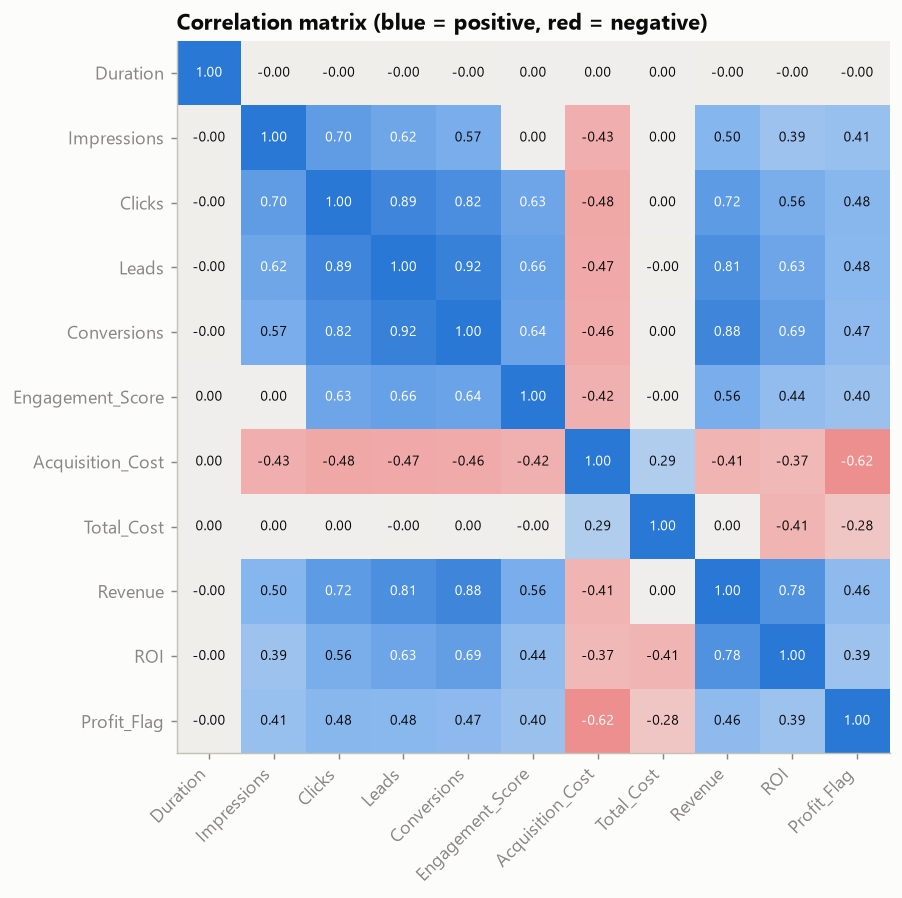 Correlation matrix (blue = positive, red = negative)
Duration 1.00 -0.00 -0.00 -0.00 -0.00 0.00 0.00 0.00 -0.00 -0.00 -0.00
Impressions -0.00 1.00 0.70 0.62 0.57 0.00 -0.43 0.00 0.50 0.39 0.41
Clicks -0.00 0.70 1.00 0.89 0.82 0.63 -0.48 0.00 0.72 0.56 0.48
Leads -0.00 0.62 0.89 1.00 0.92 0.66 -0.47 -0.00 0.81 0.63 0.48
Conversions -0.00 0.57 0.82 0.92 1.00 0.64 -0.46 0.00 0.88 0.69 0.47
Engagement_Score 0.00 0.00 0.63 0.66 0.64 1.00 -0.42 -0.00 0.56 0.44 0.40
Acquisition_Cost 0.00 -0.43 -0.48 -0.47 -0.46 -0.42 1.00 0.29 -0.41 -0.37 -0.62
Total_Cost 0.00 0.00 0.00 -0.00 0.00 -0.00 0.29 1.00 0.00 -0.41 -0.28
Revenue -0.00 0.50 0.72 0.81 0.88 0.56 -0.41 0.00 1.00 0.78 0.46
ROI -0.00 0.39 0.56 0.63 0.69 0.44 -0.37 -0.41 0.78 1.00 0.39
Profit_Flag -0.00 0.41 0.48 0.48 0.47 0.40 -0.62 -0.28 0.46 0.39 1.00
Duration Impressions Clicks Leads Conversions Engagement_Score Acquisition_Cost Total_Cost Revenue ROI Profit_Flag